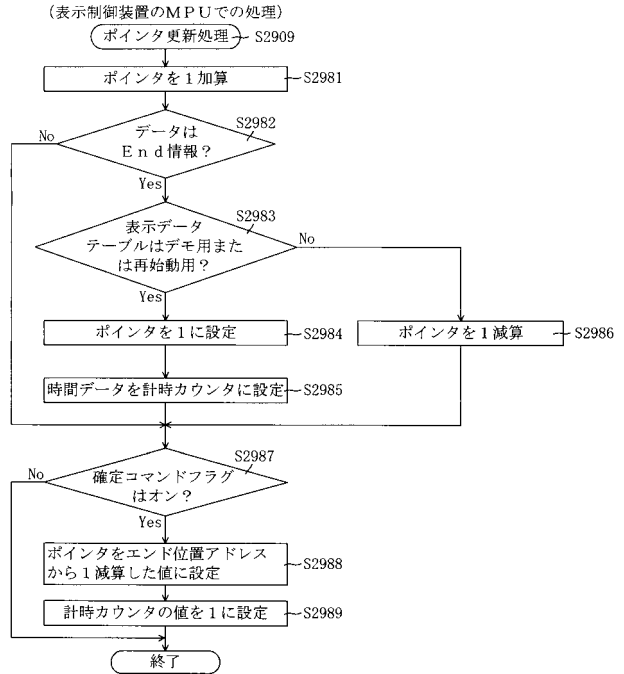 (表示制御装置のMPUでの処理)
ポインタ更新処理 S2909
ポインタを1加算 S2981
S2982
No
データは
End情報?
Yes
S2983
表示データ
テーブルはデモ用また
は再始動用?
No
Yes
ポインタを1に設定 S2984
ポインタを1減算 S2986
時間データを計時カウンタに設定 S2985
S2987
No
確定コマンドフラグ
はオン?
Yes
ポインタをエンド位置アドレス
から1減算した値に設定 S2988
計時カウンタの値を1に設定 S2989
終了